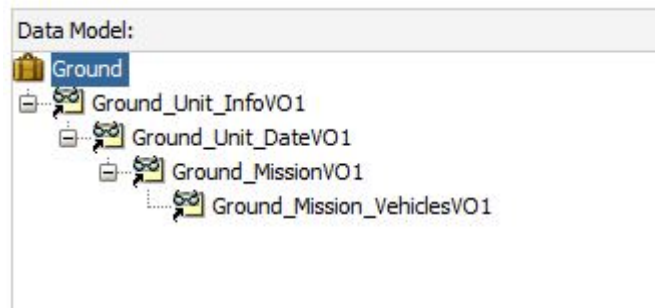 Data Model:
Ground
Ground_Unit_InfoVO1
Ground_Unit_DateVO1
Ground_MissionVO1
Ground_Mission_VehiclesVO1